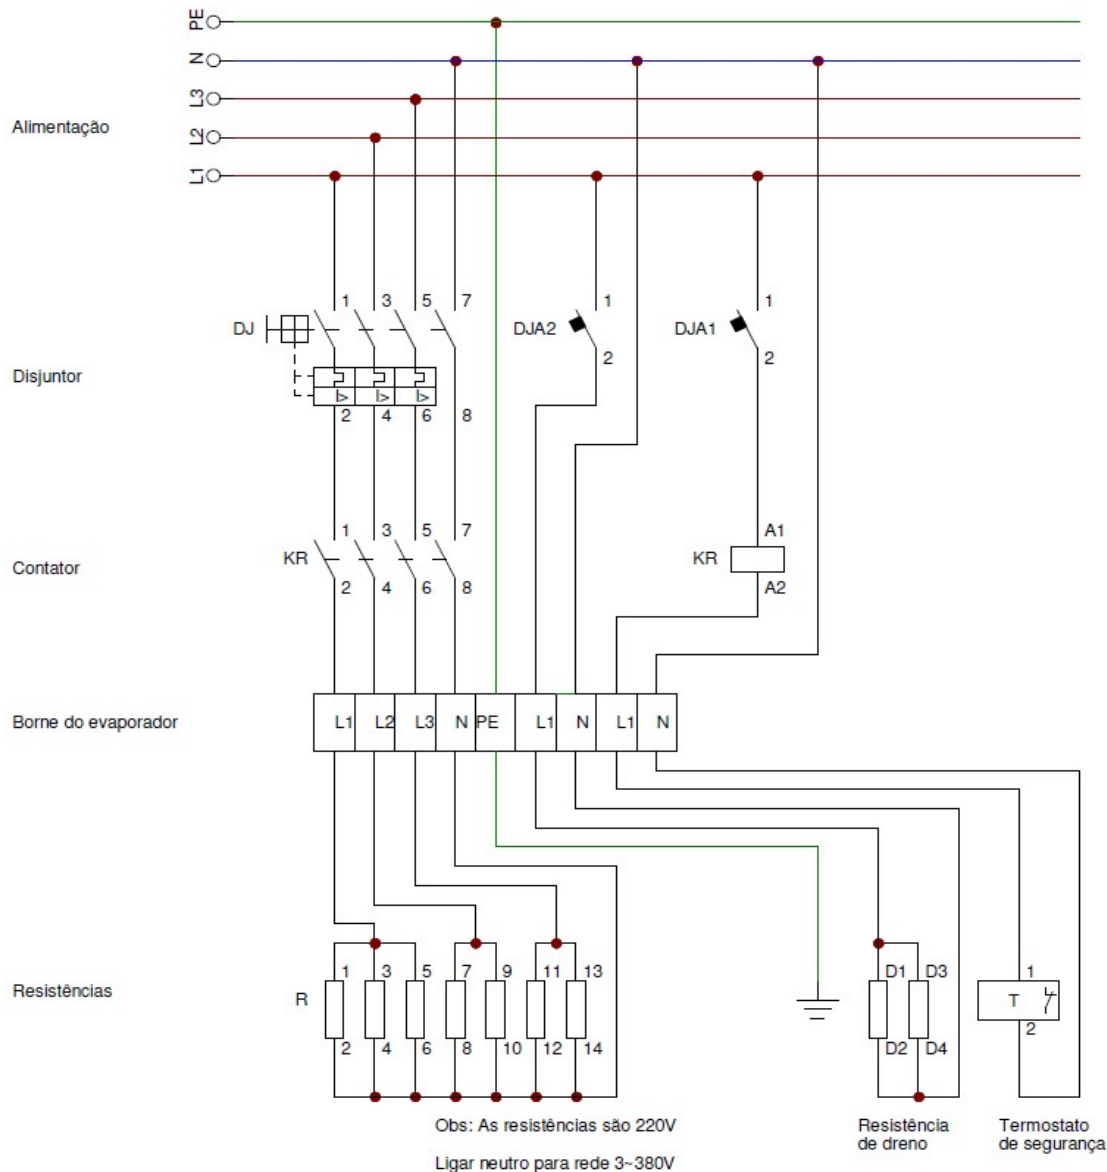 PE
N
L3
Alimentação
L2
L1
1 3 5 7 1 1
DJ DJA2 DJA1
2 2
Disjuntor
I> I> I>
2 4 6 8
1 3 5 7 A1
KR KR
Contator
2 4 6 8 A2
Borne do evaporador L1 L2 L3 N PE L1 N L1 N
1 3 5 7 9 11 13 D1 D3 1
Resistências R T
2 4 6 8 10 12 14 D2 D4 2
Obs: As resistências são 220V
Ligar neutro para rede 3~380V
Resistência
de dreno
Termostato
de segurança